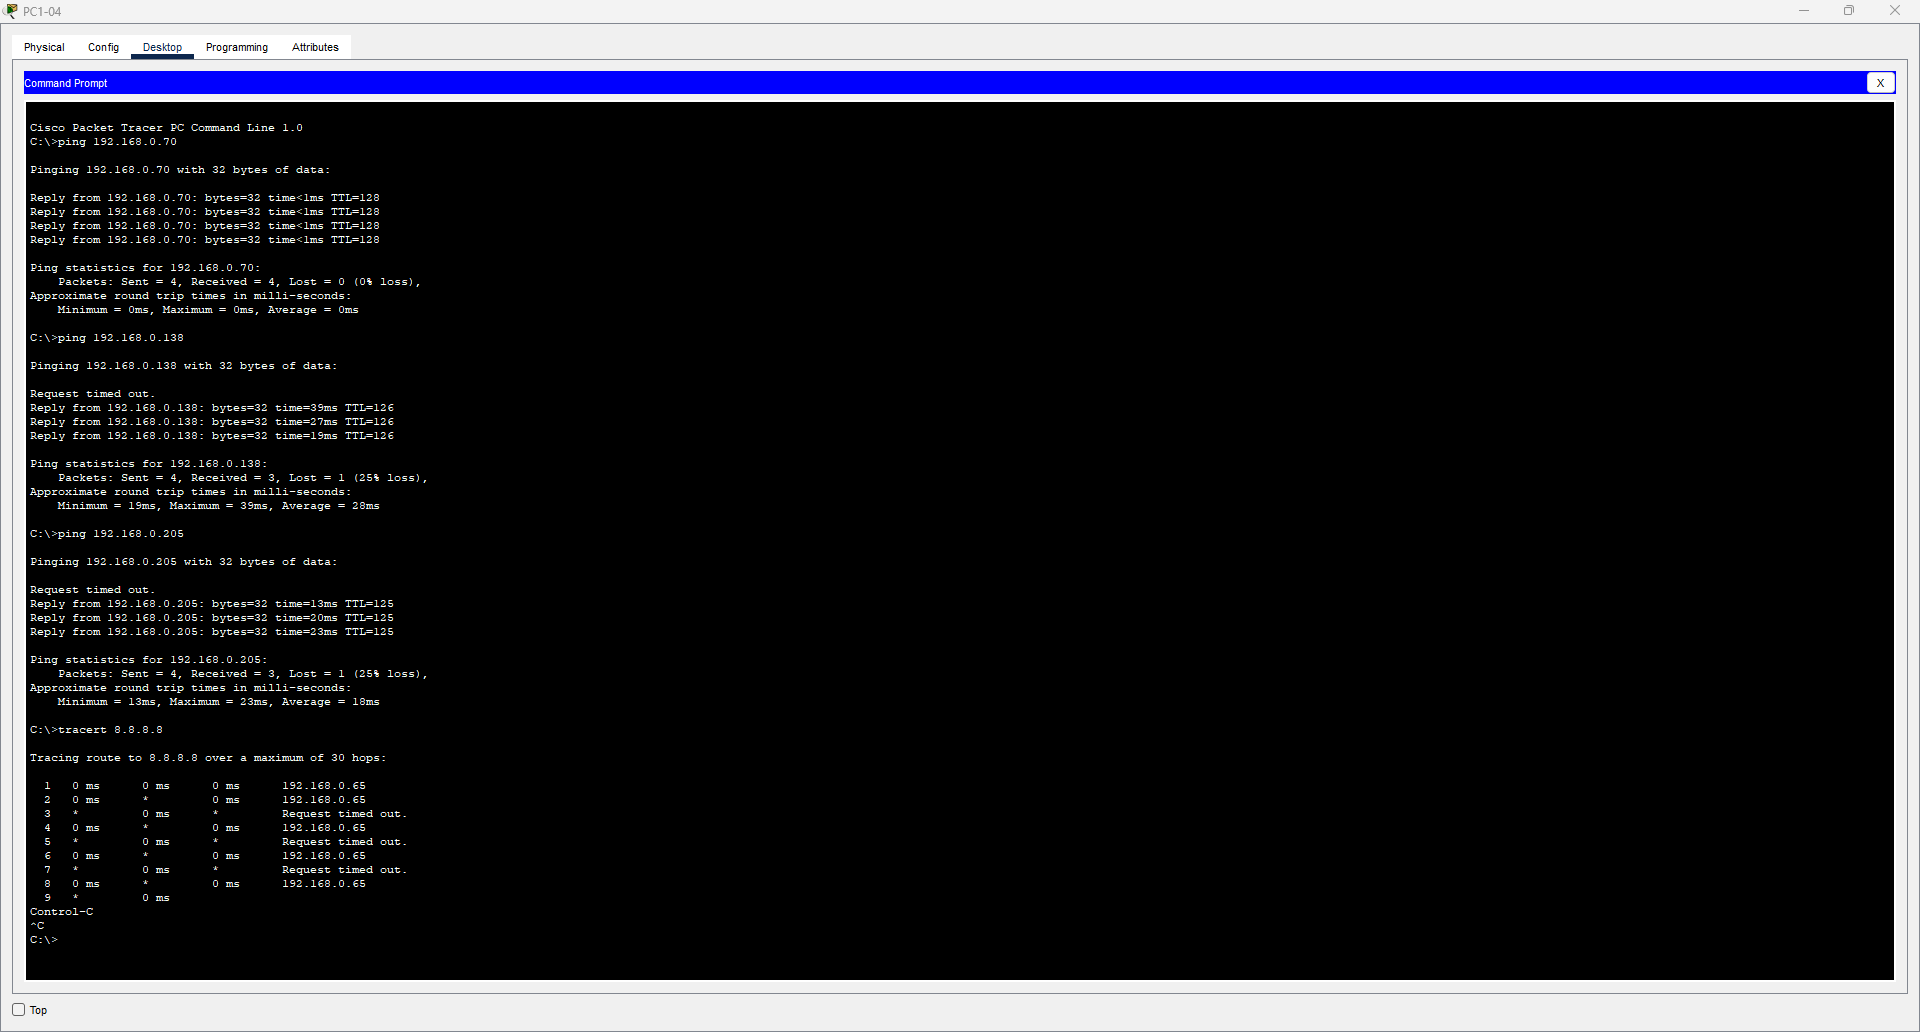 PC1-04
Physical Config Desktop Programming Attributes
Command Prompt X
Cisco Packet Tracer PC Command Line 1.0
C:\>ping 192.168.0.70
Pinging 192.168.0.70 with 32 bytes of data:
Reply from 192.168.0.70: bytes=32 time<1ms TTL=128
Reply from 192.168.0.70: bytes=32 time<1ms TTL=128
Reply from 192.168.0.70: bytes=32 time<1ms TTL=128
Reply from 192.168.0.70: bytes=32 time<1ms TTL=128
Ping statistics for 192.168.0.70:
Packets: Sent = 4, Received = 4, Lost = 0 (0% loss),
Approximate round trip times in milli-seconds:
Minimum = 0ms, Maximum = 0ms, Average = 0ms
C:\>ping 192.168.0.138
Pinging 192.168.0.138 with 32 bytes of data:
Request timed out.
Reply from 192.168.0.138: bytes=32 time=39ms TTL=126
Reply from 192.168.0.138: bytes=32 time=27ms TTL=126
Reply from 192.168.0.138: bytes=32 time=19ms TTL=126
Ping statistics for 192.168.0.138:
Packets: Sent = 4, Received = 3, Lost = 1 (25% loss),
Approximate round trip times in milli-seconds:
Minimum = 19ms, Maximum = 39ms, Average = 28ms
C:\>ping 192.168.0.205
Pinging 192.168.0.205 with 32 bytes of data:
Request timed out.
Reply from 192.168.0.205: bytes=32 time=13ms TTL=125
Reply from 192.168.0.205: bytes=32 time=20ms TTL=125
Reply from 192.168.0.205: bytes=32 time=23ms TTL=125
Ping statistics for 192.168.0.205:
Packets: Sent = 4, Received = 3, Lost = 1 (25% loss),
Approximate round trip times in milli-seconds:
Minimum = 13ms, Maximum = 23ms, Average = 18ms
C:\>tracert 8.8.8.8
Tracing route to 8.8.8.8 over a maximum of 30 hops:
1 0 ms 0 ms 0 ms 192.168.0.65
2 0 ms * 0 ms 192.168.0.65
3 * 0 ms * Request timed out.
4 0 ms * 0 ms 192.168.0.65
5 * 0 ms * Request timed out.
6 0 ms * 0 ms 192.168.0.65
7 * 0 ms * Request timed out.
8 0 ms * 0 ms 192.168.0.65
9 * 0 ms
Control-C
^C
C:\>
Top